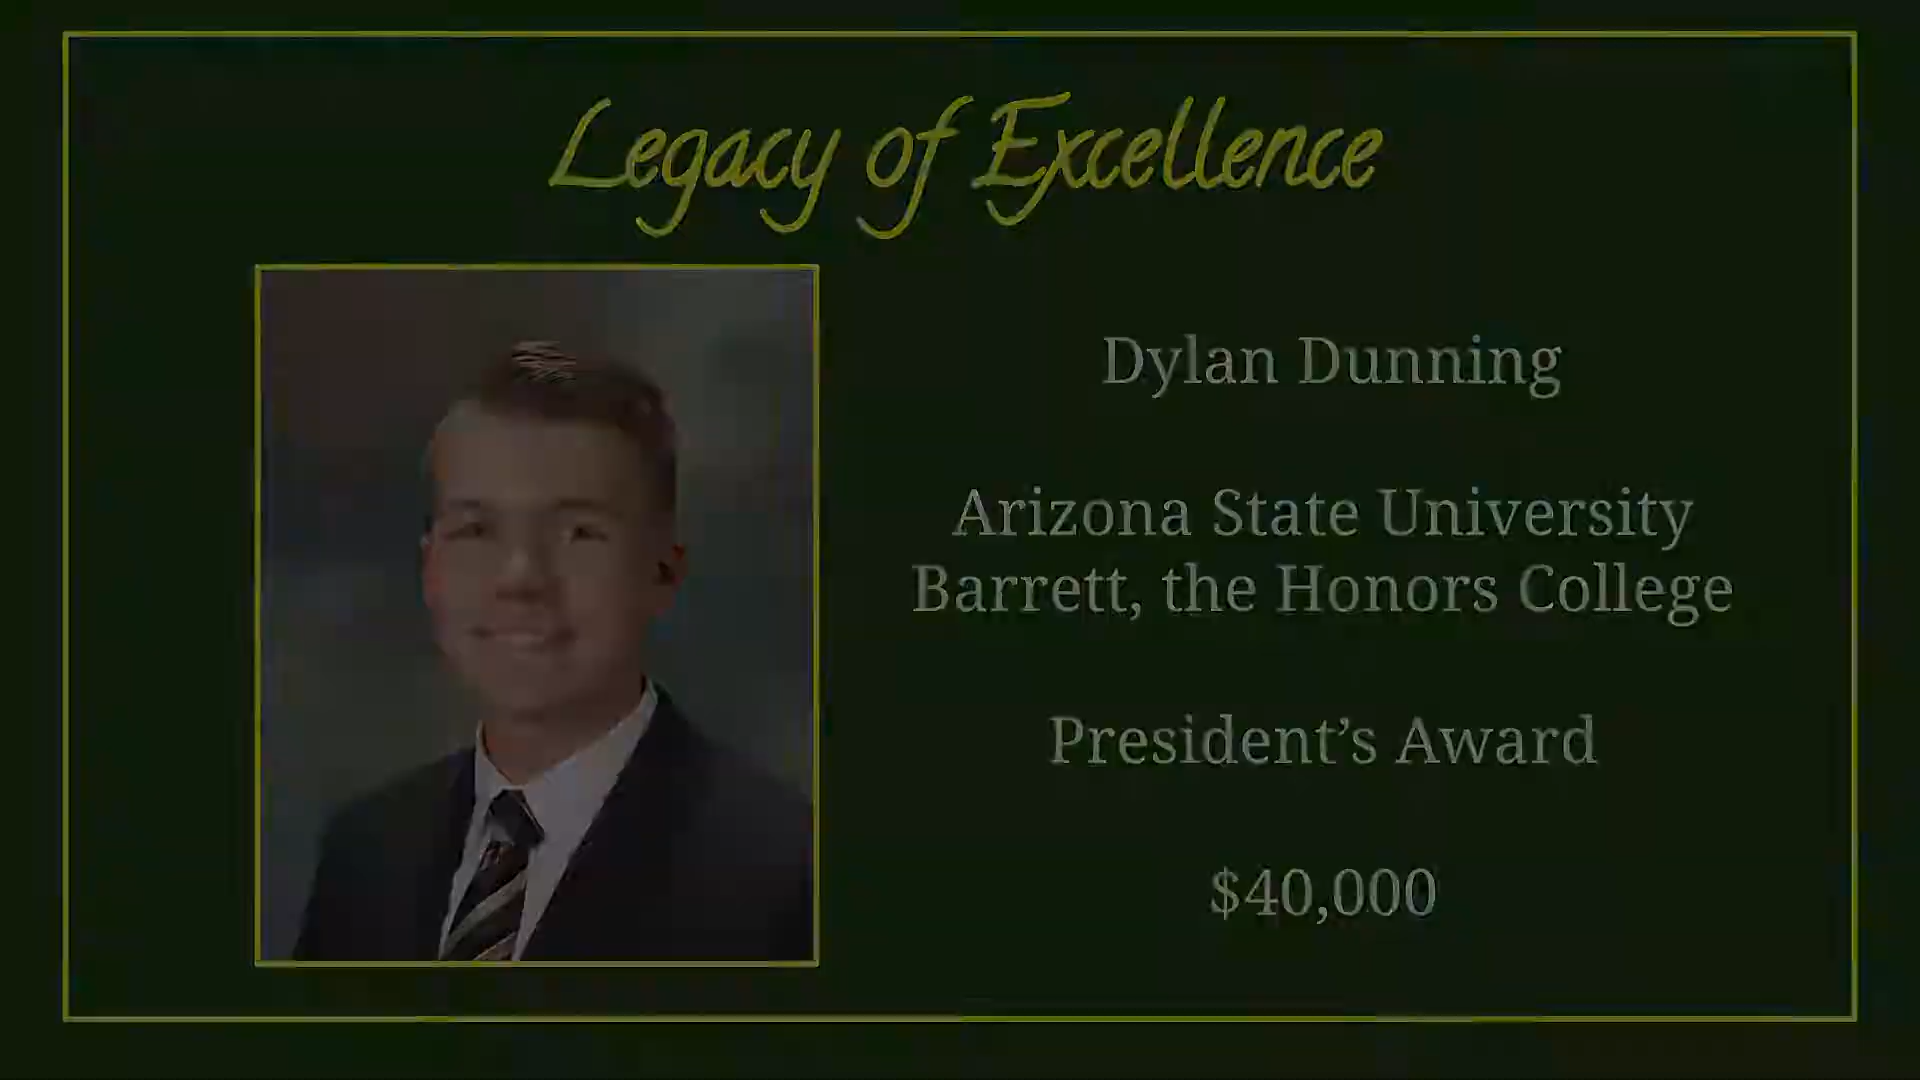 Legacy of Excellence
Dylan Dunning
Arizona State University
Barrett, the Honors College
President’s Award
$40,000